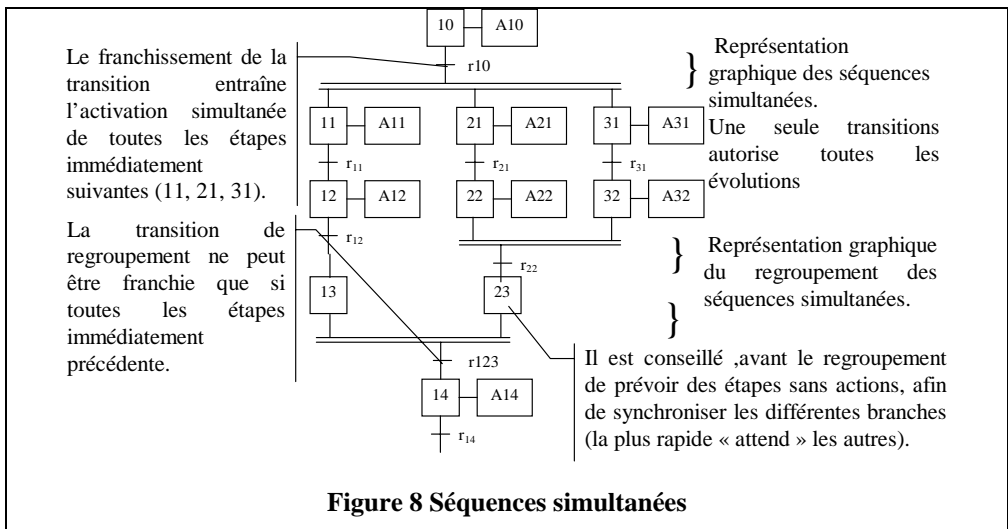 10 A10
Le franchissement de la
transition entraîne
l’activation simultanée
de toutes les étapes
immédiatement
suivantes (11, 21, 31).
r10
} Représentation
graphique des séquences
simultanées.
Une seule transitions
autorise toutes les
évolutions
11 A11 21 A21 31 A31
r11 r21 r31
12 A12 22 A22 32 A32
La transition de
regroupement ne peut
être franchie que si
toutes les étapes
immédiatement
précédente.
r12
r22
13 23
} Représentation graphique
du regroupement des
séquences simultanées.
}
r123
14 A14
r14
Il est conseillé ,avant le regroupement
de prévoir des étapes sans actions, afin
de synchroniser les différentes branches
(la plus rapide « attend » les autres).
Figure 8 Séquences simultanées